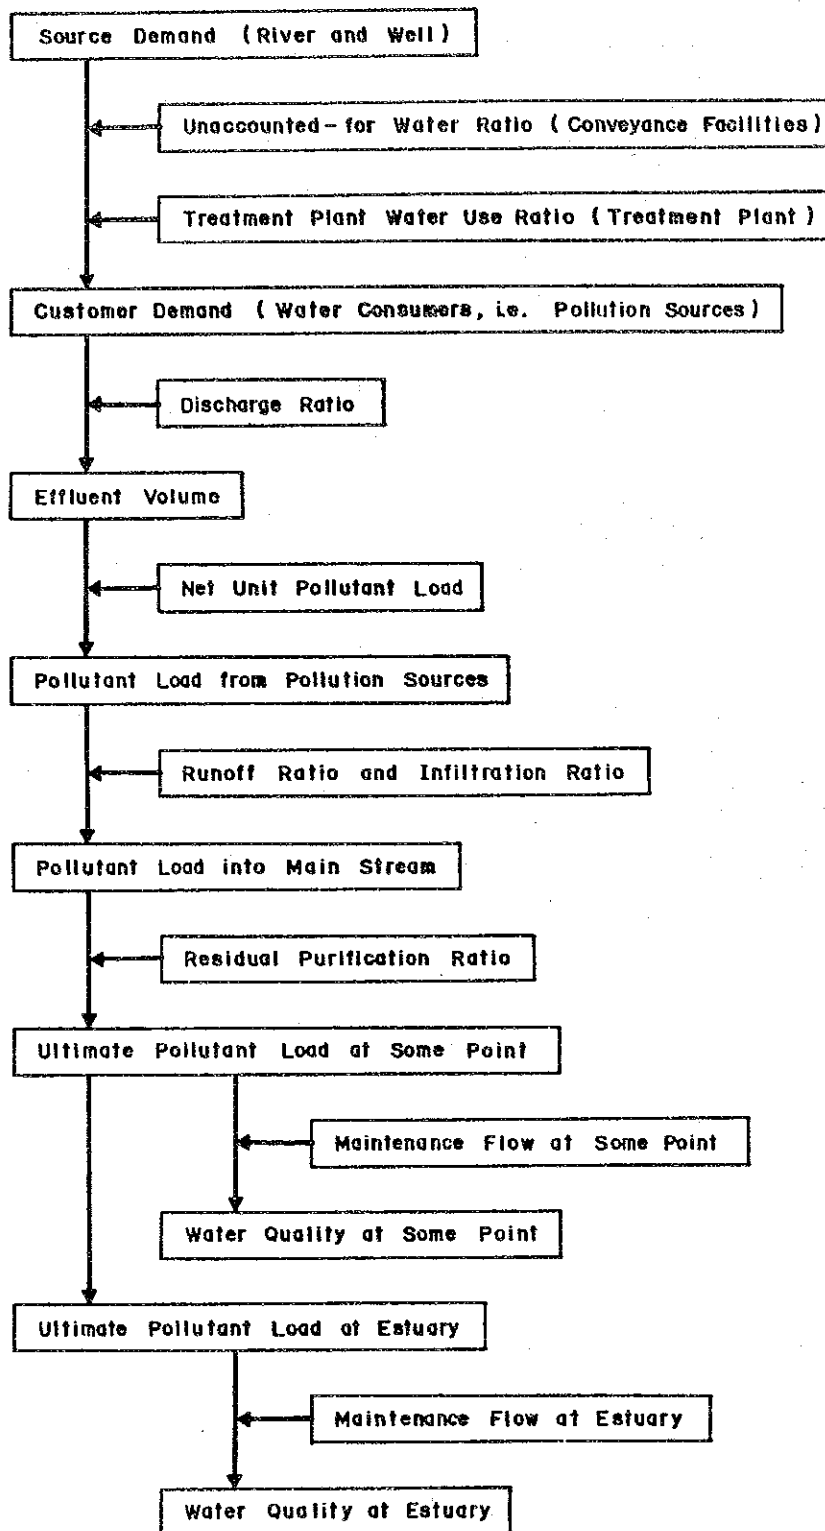 Source Demand (River and Well)
Unaccounted-for Water Ratio (Conveyance Facilities)
Treatment Plant Water Use Ratio (Treatment Plant)
Customer Demand (Water Consumers, i.e. Pollution Sources)
Discharge Ratio
Effluent Volume
Net Unit Pollutant Load
Pollutant Load from Pollution Sources
Runoff Ratio and Infiltration Ratio
Pollutant Load into Main Stream
Residual Purification Ratio
Ultimate Pollutant Load at Some Point
Maintenance Flow at Some Point
Water Quality at Some Point
Ultimate Pollutant Load at Estuary
Maintenance Flow at Estuary
Water Quality at Estuary